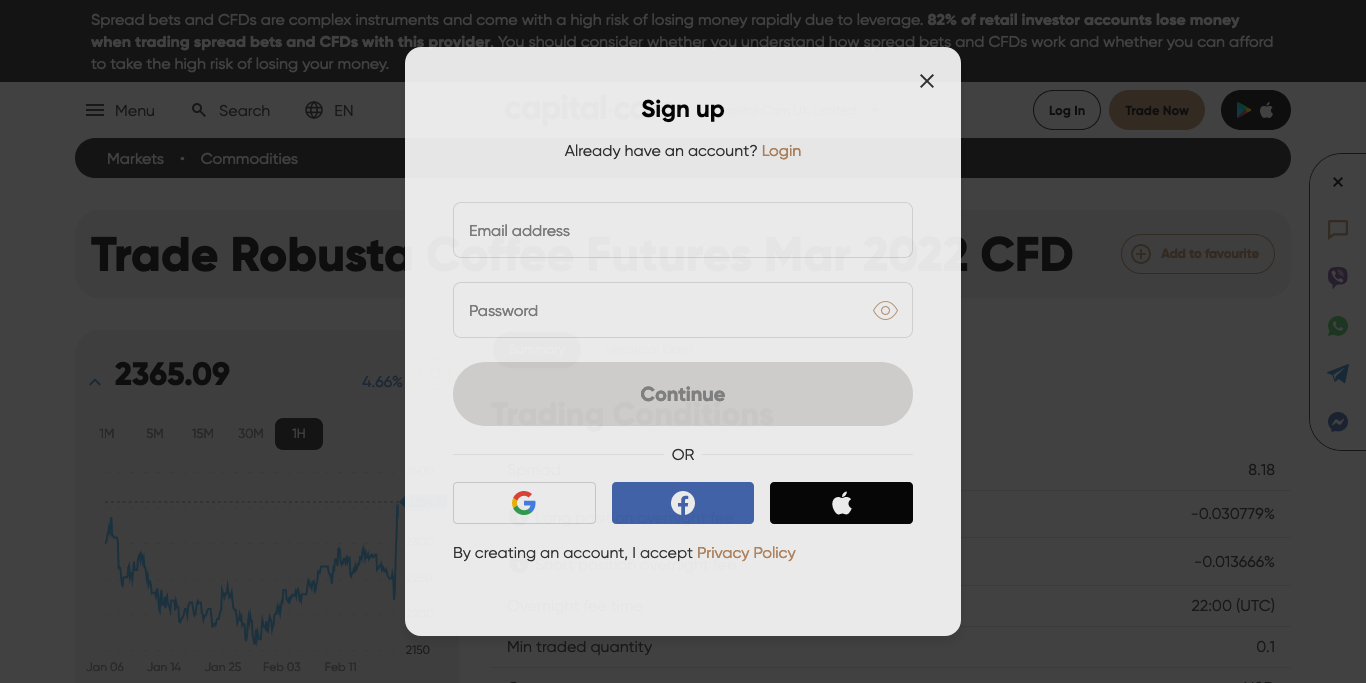 Spread bets and CFDs are complex instruments and come with a high risk of losing money rapidly due to leverage. 82% of retail investor accounts lose money
when trading spread bets and CFDs with this provider. You should consider whether you understand how spread bets and CFDs work and whether you can afford
to take the high risk of losing your money.
Menu
Search
EN
capital
Log In
Trade Now
Sign up
Already have an account? Login
Markets • Commodities
Email address
Trade Robusta Coffee Futures Mar 2022 CFD
Add to favourite
Password
2365.09
4.66%
Continue
Trading Conditions
1M 5M 15M 30M 1H
OR
8.18
-0.030779%
By creating an account, I accept Privacy Policy
-0.013666%
Overnight fee time
22:00 (UTC)
Min traded quantity
0.1
2150
Jan 06 Jan 14 Jan 25 Feb 03 Feb 11